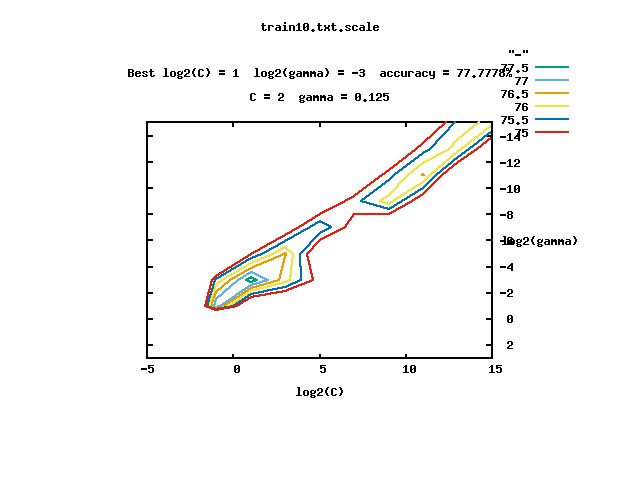 train10.txt.scale
"-"
Best log2(C) = 1  log2(gamma) = -3  accuracy = 77.7778%
77.5
77
76.5
76
75.5
75
C = 2  gamma = 0.125
-14
-12
-10
-8
-6
log2(gamma)
-4
-2
0
2
-5 0 5 10 15
log2(C)